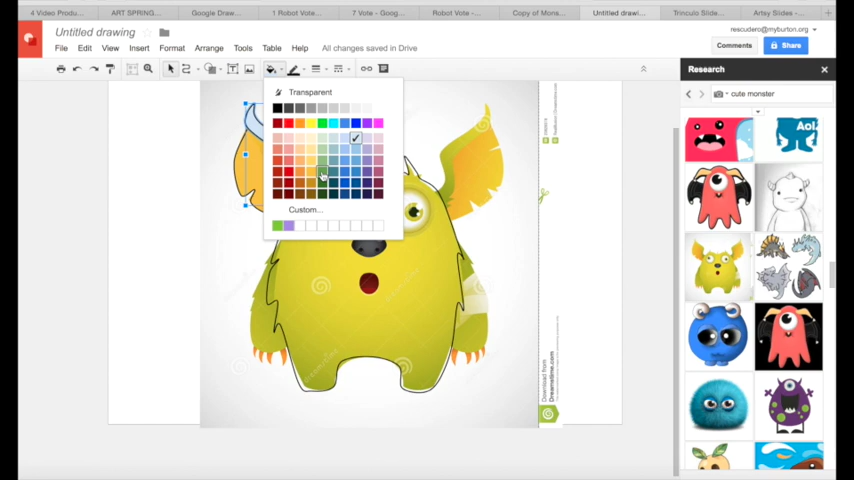 4 Video Produ...
ART SPRING...
Google Draw...
1 Robot Vote...
7 Vote - Goog...
Robot Vote -...
Copy of Mons...
Untitled drawi...
Trinculo Slide...
Artsy Slides -...
Untitled drawing
rescudero@myburton.org
File Edit View Insert Format Arrange Tools Table Help All changes saved in Drive
Comments
Share
Research
cute monster
Transparent
Custom...
Download from
Dreamstime.com
dreamstime